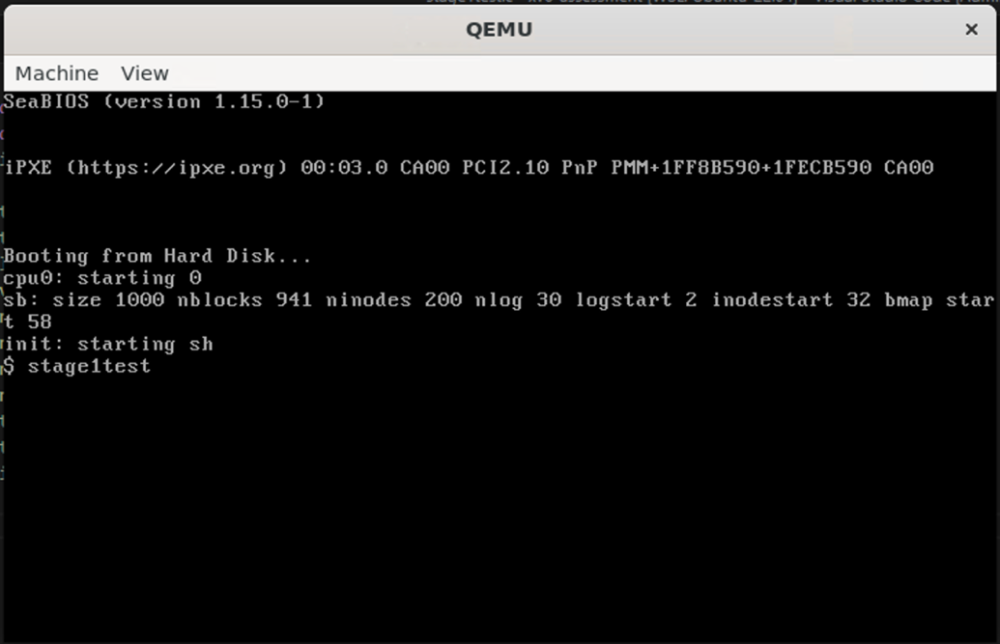 QEMU
Machine View
SeaBIOS (version 1.15.0-1)
iPXE (https://ipxe.org) 00:03.0 CA00 PCI2.10 PnP PMM+1FF8B590+1FECB590 CA00
Booting from Hard Disk...
cpu0: starting 0
sb: size 1000 nblocks 941 ninodes 200 nlog 30 logstart 2 inodestart 32 bmap star
t 58
init: starting sh
$ stage1test